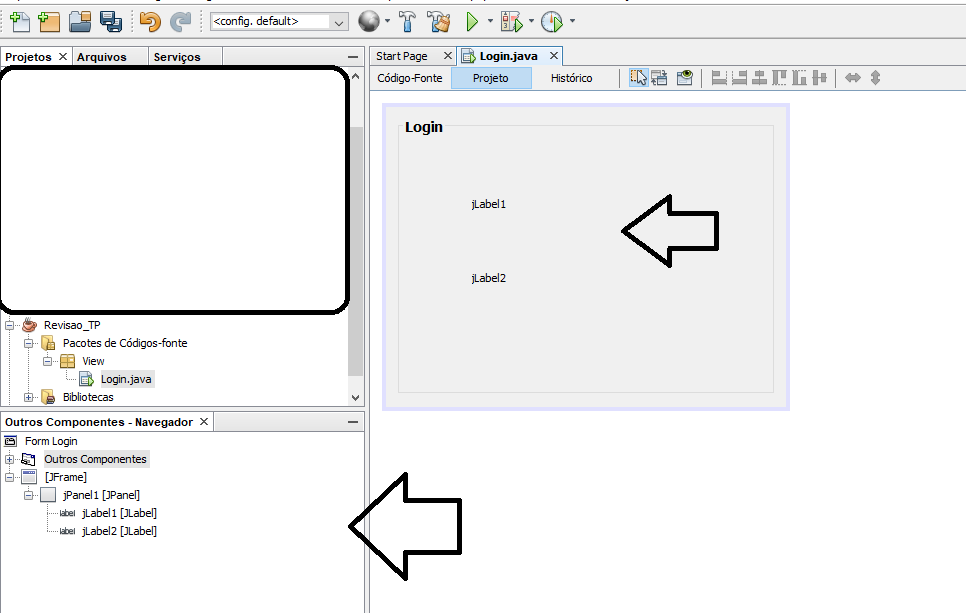 <config. default>
Projetos
Arquivos
Serviços
Start Page
Login.java
Código-Fonte
Projeto
Histórico
Login
jLabel1
jLabel2
Revisao_TP
Pacotes de Códigos-fonte
View
Login.java
Bibliotecas
Outros Componentes - Navegador
Form Login
Outros Componentes
[JFrame]
jPanel1 [JPanel]
label jLabel1 [JLabel]
label jLabel2 [JLabel]